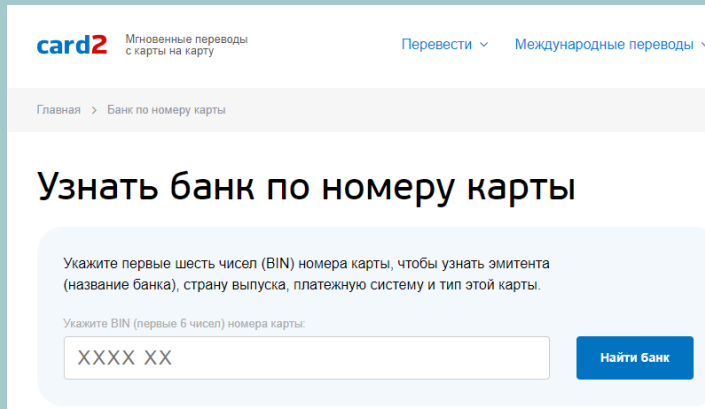 card2
Мгновенные переводы
с карты на карту
Перевести
Международные переводы
Главная > Банк по номеру карты
Узнать банк по номеру карты
Укажите первые шесть чисел (BIN) номера карты, чтобы узнать эмитента
(название банка), страну выпуска, платежную систему и тип этой карты.
Укажите BIN (первые 6 чисел) номера карты:
XXXX XX
Найти банк